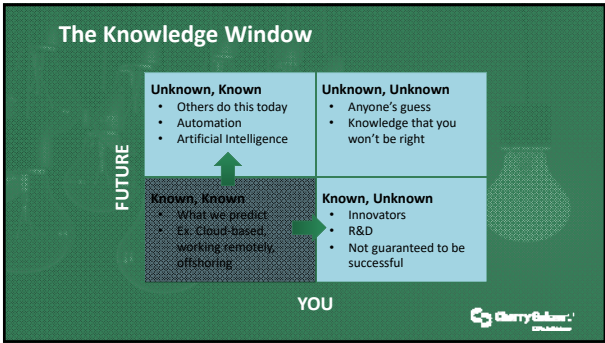 The Knowledge Window
FUTURE
Unknown, Known
• Others do this today
• Automation
• Artificial Intelligence
Unknown, Unknown
• Anyone's guess
• Knowledge that you
won't be right
Known, Known
• What we predict
• Ex. Cloud-based,
working remotely,
offshoring
Known, Unknown
• Innovators
• R&D
• Not guaranteed to be
successful
YOU